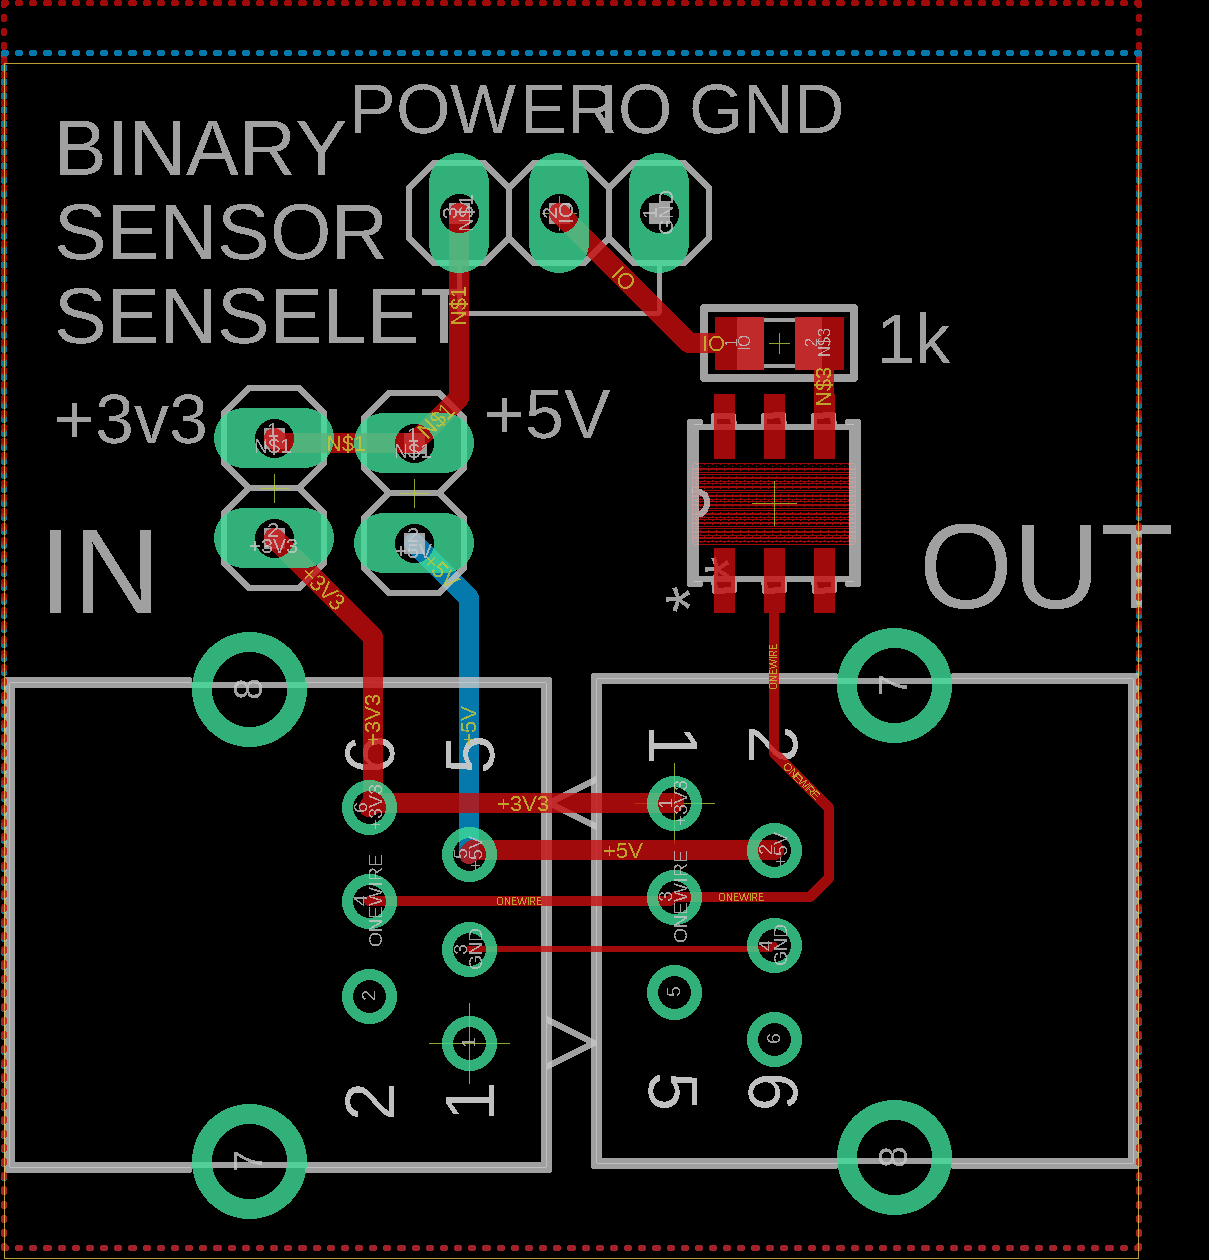 POWER IO GND
BINARY
SENSOR
SENSELET
3 N$1
2 IO
1 GND
N$1
IO
IO
1 IO
2 N$3
1k
N$3
+3v3
+5V
1 N$1
N$1
1 N$1
N$1
2 +3V3
2 +5V
+3V3
+5V
IN
OUT
* *
8
7
ONEWIRE
+3V3
+5V
6 5
1 2
ONEWIRE
6 +3V3
+3V3
1 +3V3
5 +5V
+5V
2 +5V
4 ONEWIRE
ONEWIRE
3 ONEWIRE
ONEWIRE
3 GND
4 GND
2
5
1
6
2 1
5 6
7
8